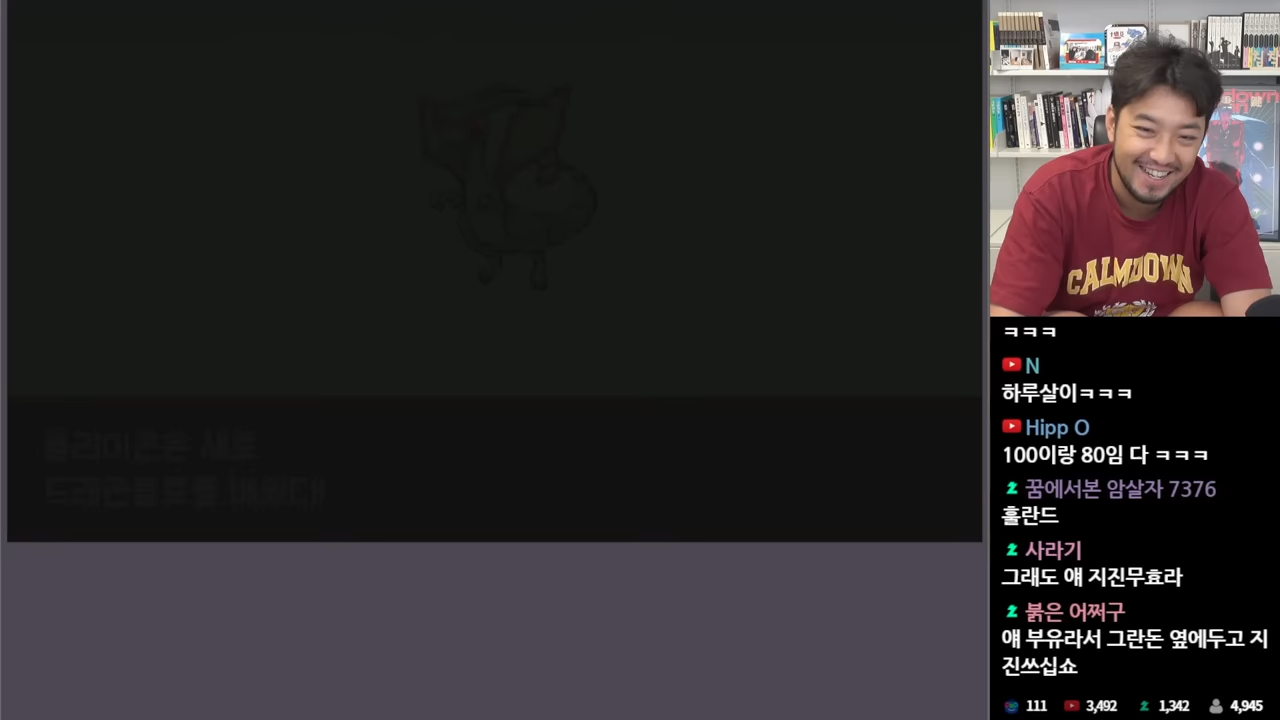 CALMDOWN
ㅋㅋㅋ
N
하루살이ㅋㅋㅋ
Hipp O
100이랑 80임 다 ㅋㅋㅋ
꿈에서본 암살자 7376
훌란드
사라기
그래도 얘 지진무효라
붉은 어쩌구
얘 부유라서 그란돈 옆에두고 지
진쓰십쇼
111 3,492 1,342 4,945